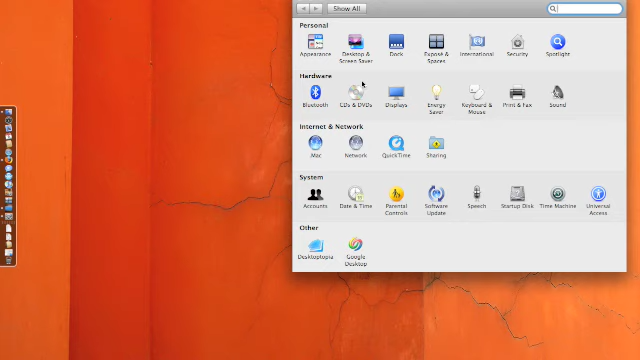 Show All
Personal
Appearance
Desktop &
Screen Saver
Dock
Exposé &
Spaces
International
Security
Spotlight
Hardware
Bluetooth
CDs & DVDs
Displays
Energy
Saver
Keyboard &
Mouse
Print & Fax
Sound
Internet & Network
.Mac
Network
QuickTime
Sharing
System
Accounts
Date & Time
Parental
Controls
Software
Update
Speech
Startup Disk
Time Machine
Universal
Access
Other
Desktoptopia
Google
Desktop